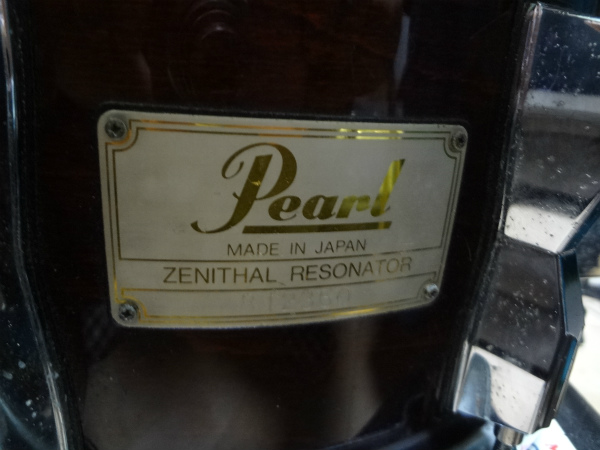 Pearl
MADE IN JAPAN
ZENITHAL RESONATOR